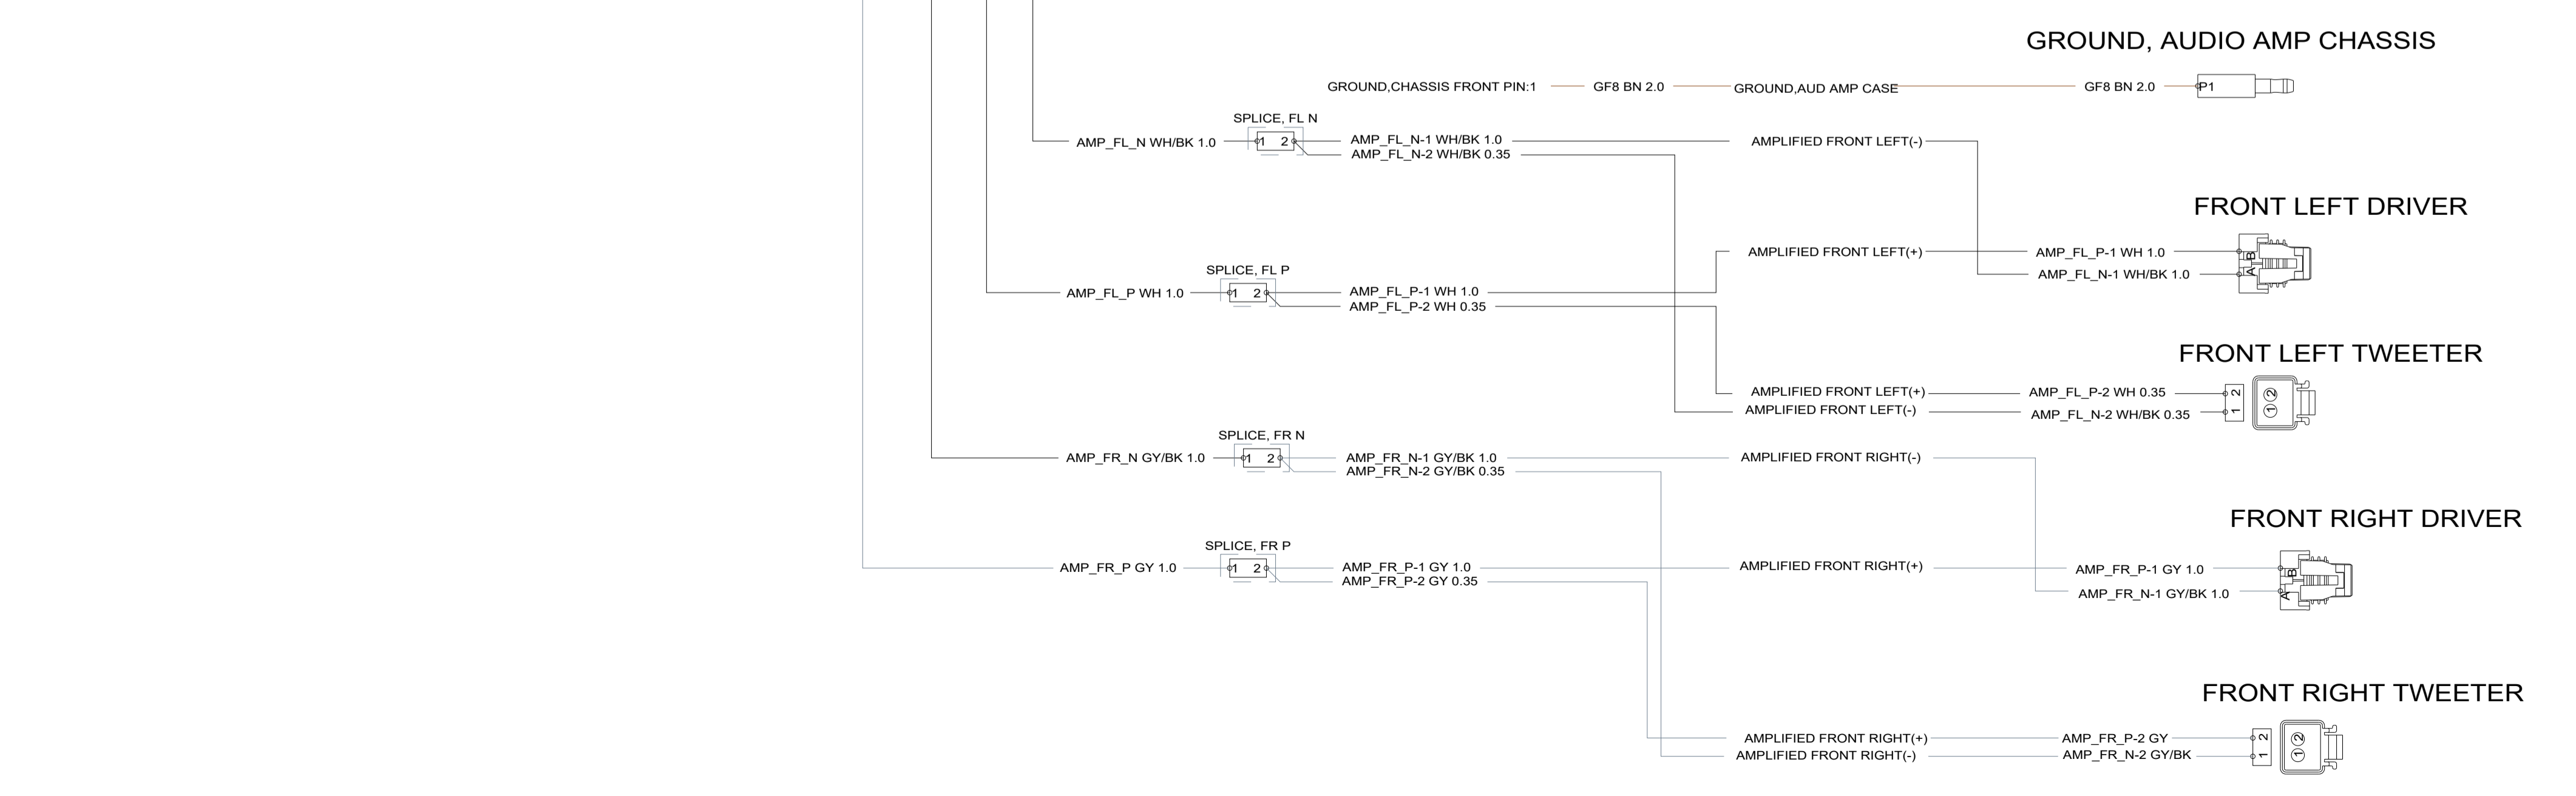 GROUND, AUDIO AMP CHASSIS
GROUND,CHASSIS FRONT PIN:1 GF8 BN 2.0 GROUND,AUD AMP CASE GF8 BN 2.0 P1
SPLICE, FL N
AMP_FL_N WH/BK 1.0 1 2 AMP_FL_N-1 WH/BK 1.0 AMPLIFIED FRONT LEFT(-)
AMP_FL_N-2 WH/BK 0.35
FRONT LEFT DRIVER
AMPLIFIED FRONT LEFT(+) AMP_FL_P-1 WH 1.0 B
AMP_FL_N-1 WH/BK 1.0 A
SPLICE, FL P
AMP_FL_P WH 1.0 1 2 AMP_FL_P-1 WH 1.0
AMP_FL_P-2 WH 0.35
FRONT LEFT TWEETER
AMPLIFIED FRONT LEFT(+) AMP_FL_P-2 WH 0.35 2 2
AMPLIFIED FRONT LEFT(-) AMP_FL_N-2 WH/BK 0.35 1 1
SPLICE, FR N
AMP_FR_N GY/BK 1.0 1 2 AMP_FR_N-1 GY/BK 1.0 AMPLIFIED FRONT RIGHT(-)
AMP_FR_N-2 GY/BK 0.35
FRONT RIGHT DRIVER
SPLICE, FR P
AMP_FR_P GY 1.0 1 2 AMP_FR_P-1 GY 1.0 AMPLIFIED FRONT RIGHT(+) AMP_FR_P-1 GY 1.0 B
AMP_FR_P-2 GY 0.35
AMP_FR_N-1 GY/BK 1.0 A
FRONT RIGHT TWEETER
AMPLIFIED FRONT RIGHT(+) AMP_FR_P-2 GY 2 2
AMPLIFIED FRONT RIGHT(-) AMP_FR_N-2 GY/BK 1 1